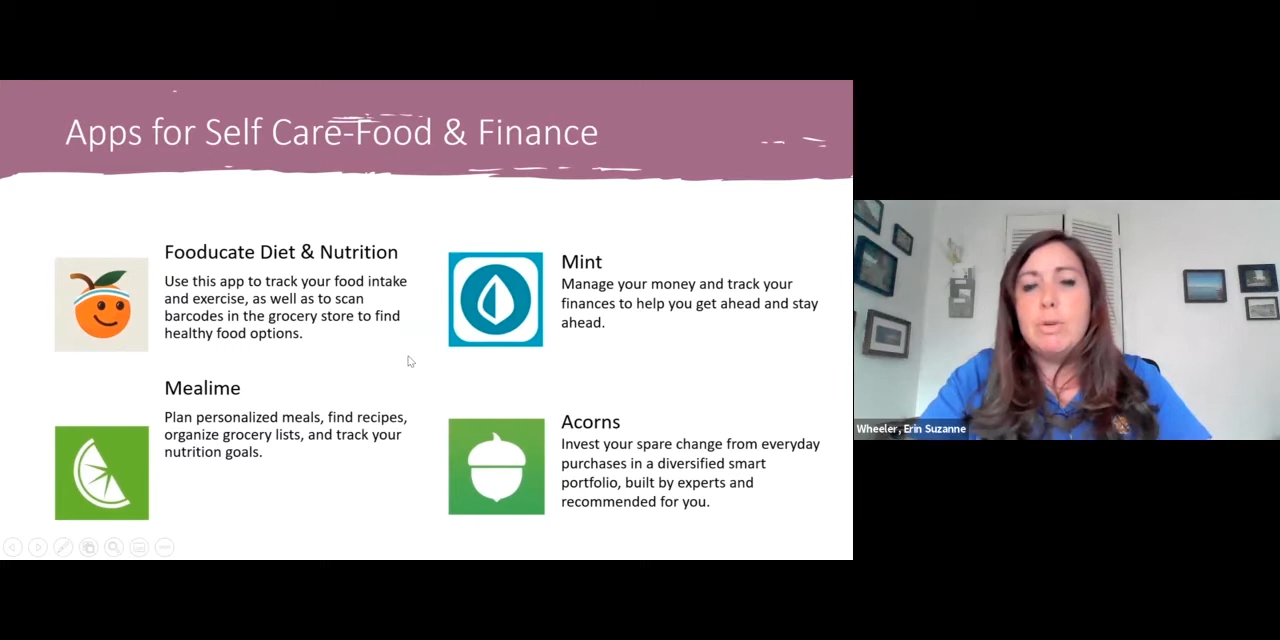 Apps for Self Care-Food & Finance
Fooducate Diet & Nutrition
Use this app to track your food intake
and exercise, as well as to scan
barcodes in the grocery store to find
healthy food options.
Mealime
Plan personalized meals, find recipes,
organize grocery lists, and track your
nutrition goals.
Mint
Manage your money and track your
finances to help you get ahead and stay
ahead.
Acorns
Invest your spare change from everyday
purchases in a diversified smart
portfolio, built by experts and
recommended for you.
Wheeler, Erin Suzanne